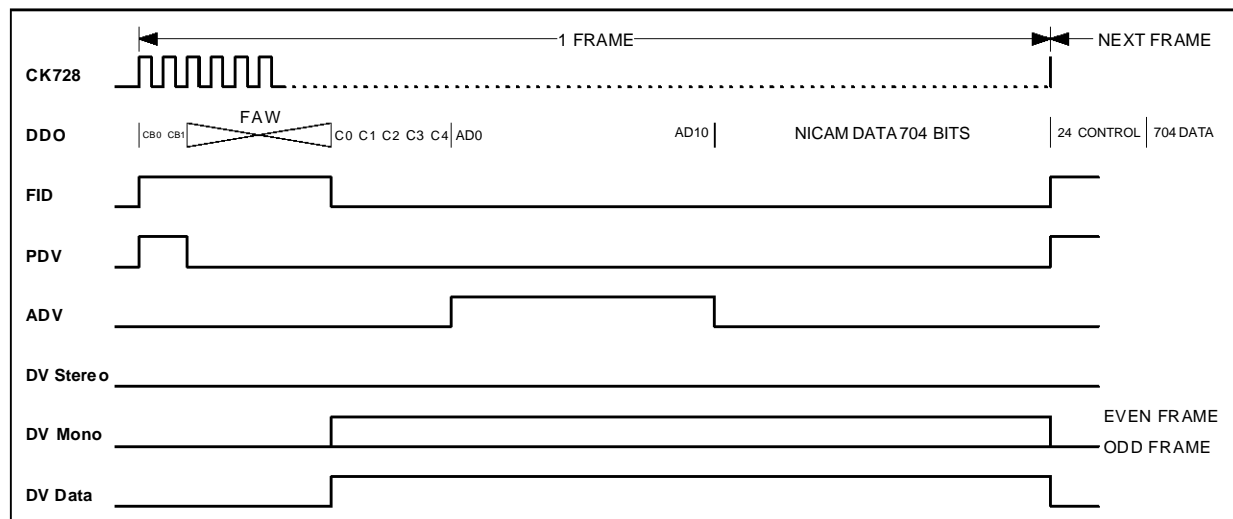 1 FRAME NEXT FRAME
CK728
FAW
DDO CB0 CB1 C0 C1 C2 C3 C4 AD0 AD10 NICAM DATA 704 BITS 24 CONTROL 704 DATA
FID
PDV
ADV
DV Stereo
EVEN FRAME
DV Mono
ODD FRAME
DV Data